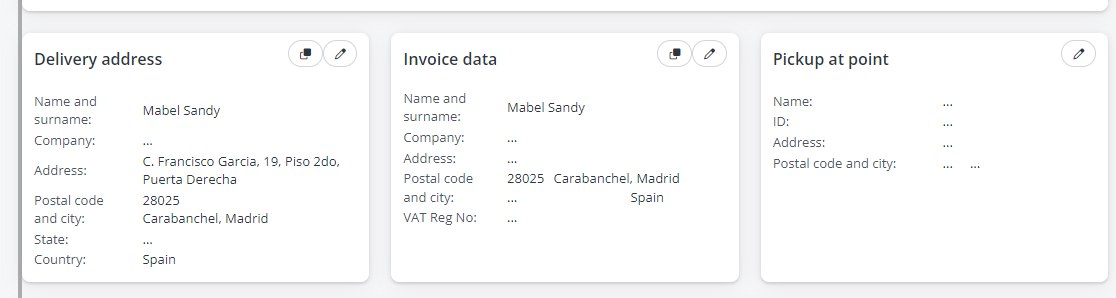 Delivery address
Name and
surname:
Mabel Sandy
Company:
...
Address:
C. Francisco Garcia, 19, Piso 2do,
Puerta Derecha
Postal code
and city:
28025
Carabanchel, Madrid
State:
...
Country:
Spain
Invoice data
Name and
surname:
Mabel Sandy
Company:
...
Address:
...
Postal code
and city:
28025 Carabanchel, Madrid
... Spain
VAT Reg No:
...
Pickup at point
Name:
...
ID:
...
Address:
...
Postal code and city:
... ...